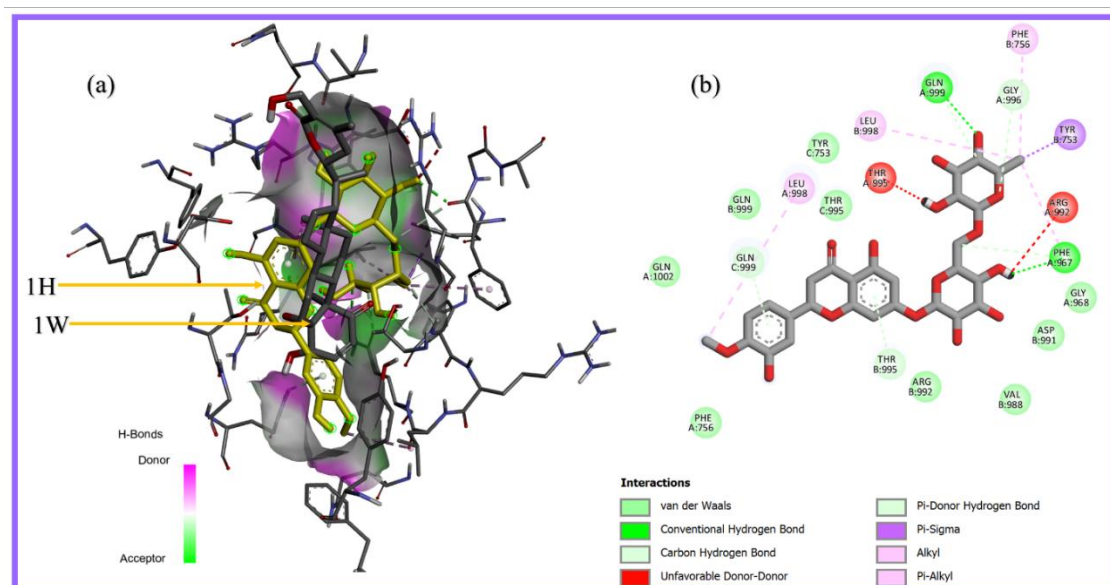 (a)
1H
1W
H-Bonds
Donor
Acceptor
(b)
PHE
B:756
GLN
A:999
GLY
A:996
LEU
B:998
TYR
B:753
TYR
C:753
THR
A:995
LEU
A:998
ARG
A:992
GLN
B:999
THR
C:995
GLN
C:999
PHE
A:967
GLN
A:1002
GLY
A:968
ASP
B:991
THR
B:995
ARG
B:992
VAL
B:988
PHE
A:756
Interactions
van der Waals
Conventional Hydrogen Bond
Carbon Hydrogen Bond
Unfavorable Donor-Donor
Pi-Donor Hydrogen Bond
Pi-Sigma
Alkyl
Pi-Alkyl